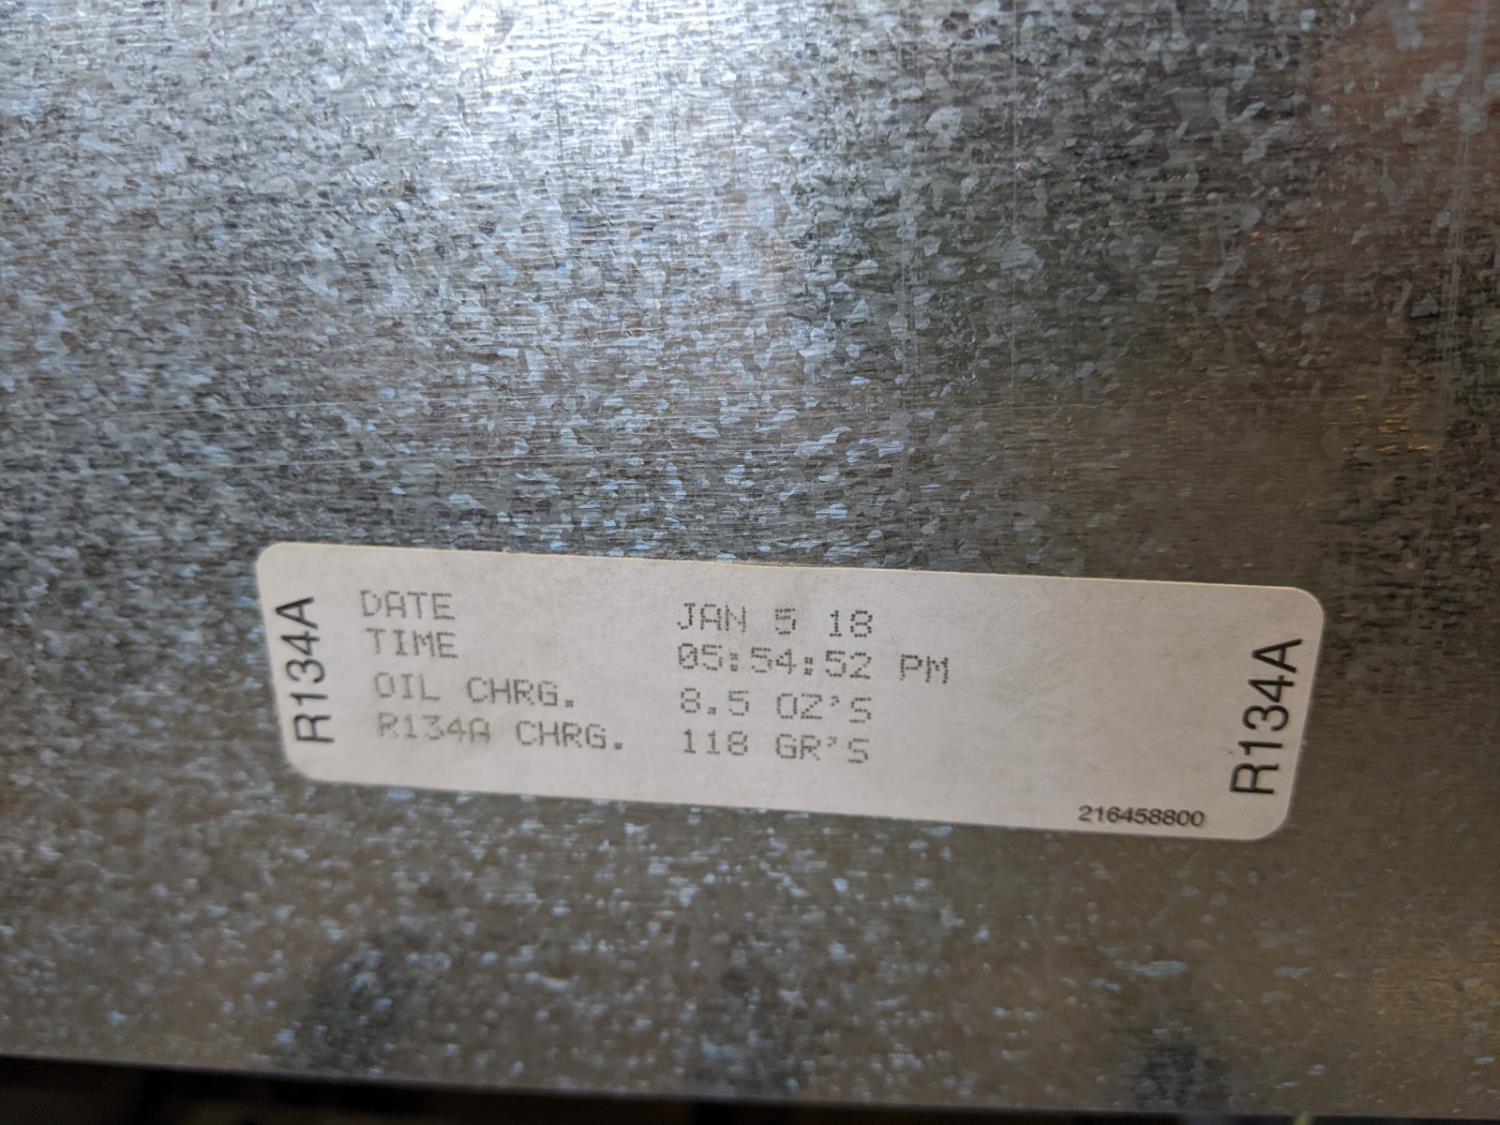 R134A
DATE JAN 5 18
TIME 05:54:52 PM
OIL CHRG. 8.5 OZ'S
R134A CHRG. 118 GR'S
R134A
216458800